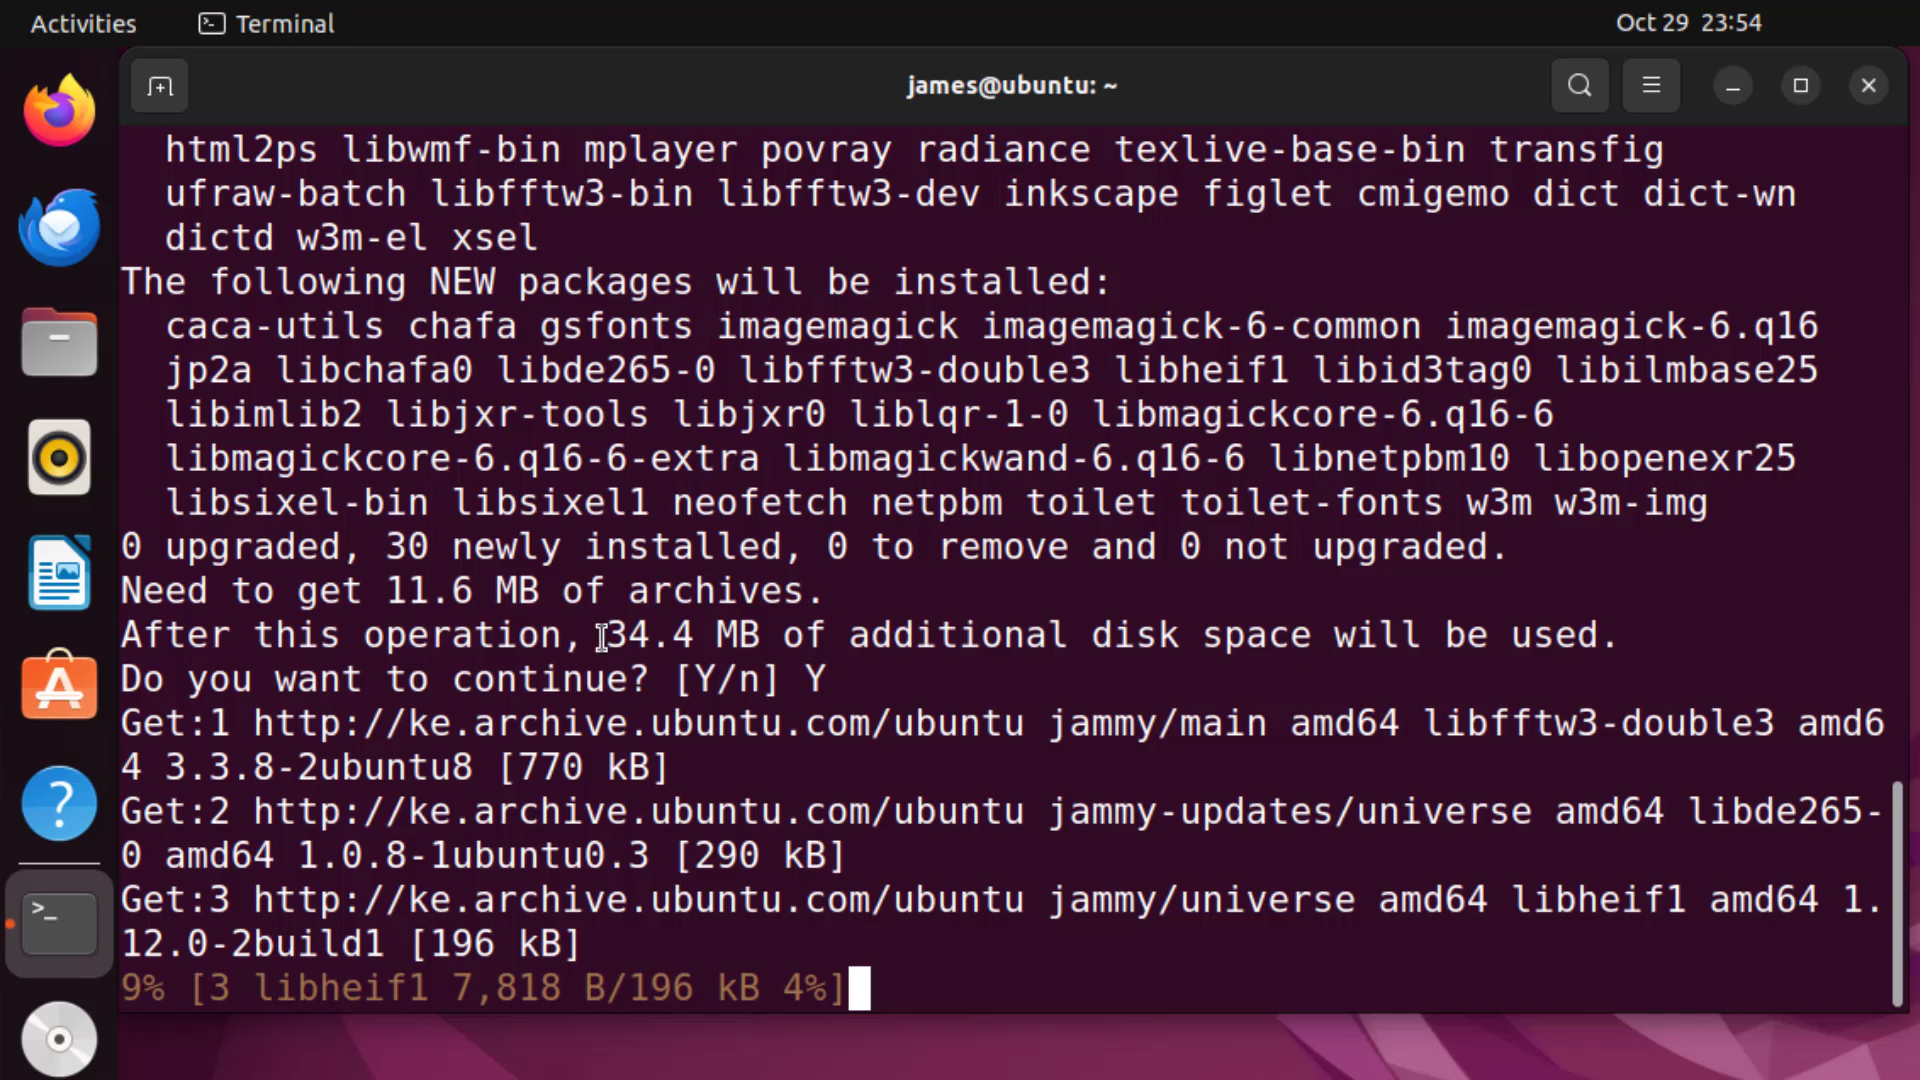 Activities Terminal Oct 29 23:54
james@ubuntu: ~
html2ps libwmf-bin mplayer povray radiance texlive-base-bin transfig
ufraw-batch libfftw3-bin libfftw3-dev inkscape figlet cmigemo dict dict-wn
dictd w3m-el xsel
The following NEW packages will be installed:
caca-utils chafa gsfonts imagemagick imagemagick-6-common imagemagick-6.q16
jp2a libchafa0 libde265-0 libfftw3-double3 libheif1 libid3tag0 libilmbase25
libimlib2 libjxr-tools libjxr0 liblqr-1-0 libmagickcore-6.q16-6
libmagickcore-6.q16-6-extra libmagickwand-6.q16-6 libnetpbm10 libopenexr25
libsixel-bin libsixel1 neofetch netpbm toilet toilet-fonts w3m w3m-img
0 upgraded, 30 newly installed, 0 to remove and 0 not upgraded.
Need to get 11.6 MB of archives.
After this operation, 34.4 MB of additional disk space will be used.
Do you want to continue? [Y/n] Y
Get:1 http://ke.archive.ubuntu.com/ubuntu jammy/main amd64 libfftw3-double3 amd6
4 3.3.8-2ubuntu8 [770 kB]
Get:2 http://ke.archive.ubuntu.com/ubuntu jammy-updates/universe amd64 libde265-
0 amd64 1.0.8-1ubuntu0.3 [290 kB]
Get:3 http://ke.archive.ubuntu.com/ubuntu jammy/universe amd64 libheif1 amd64 1.
12.0-2build1 [196 kB]
9% [3 libheif1 7,818 B/196 kB 4%]